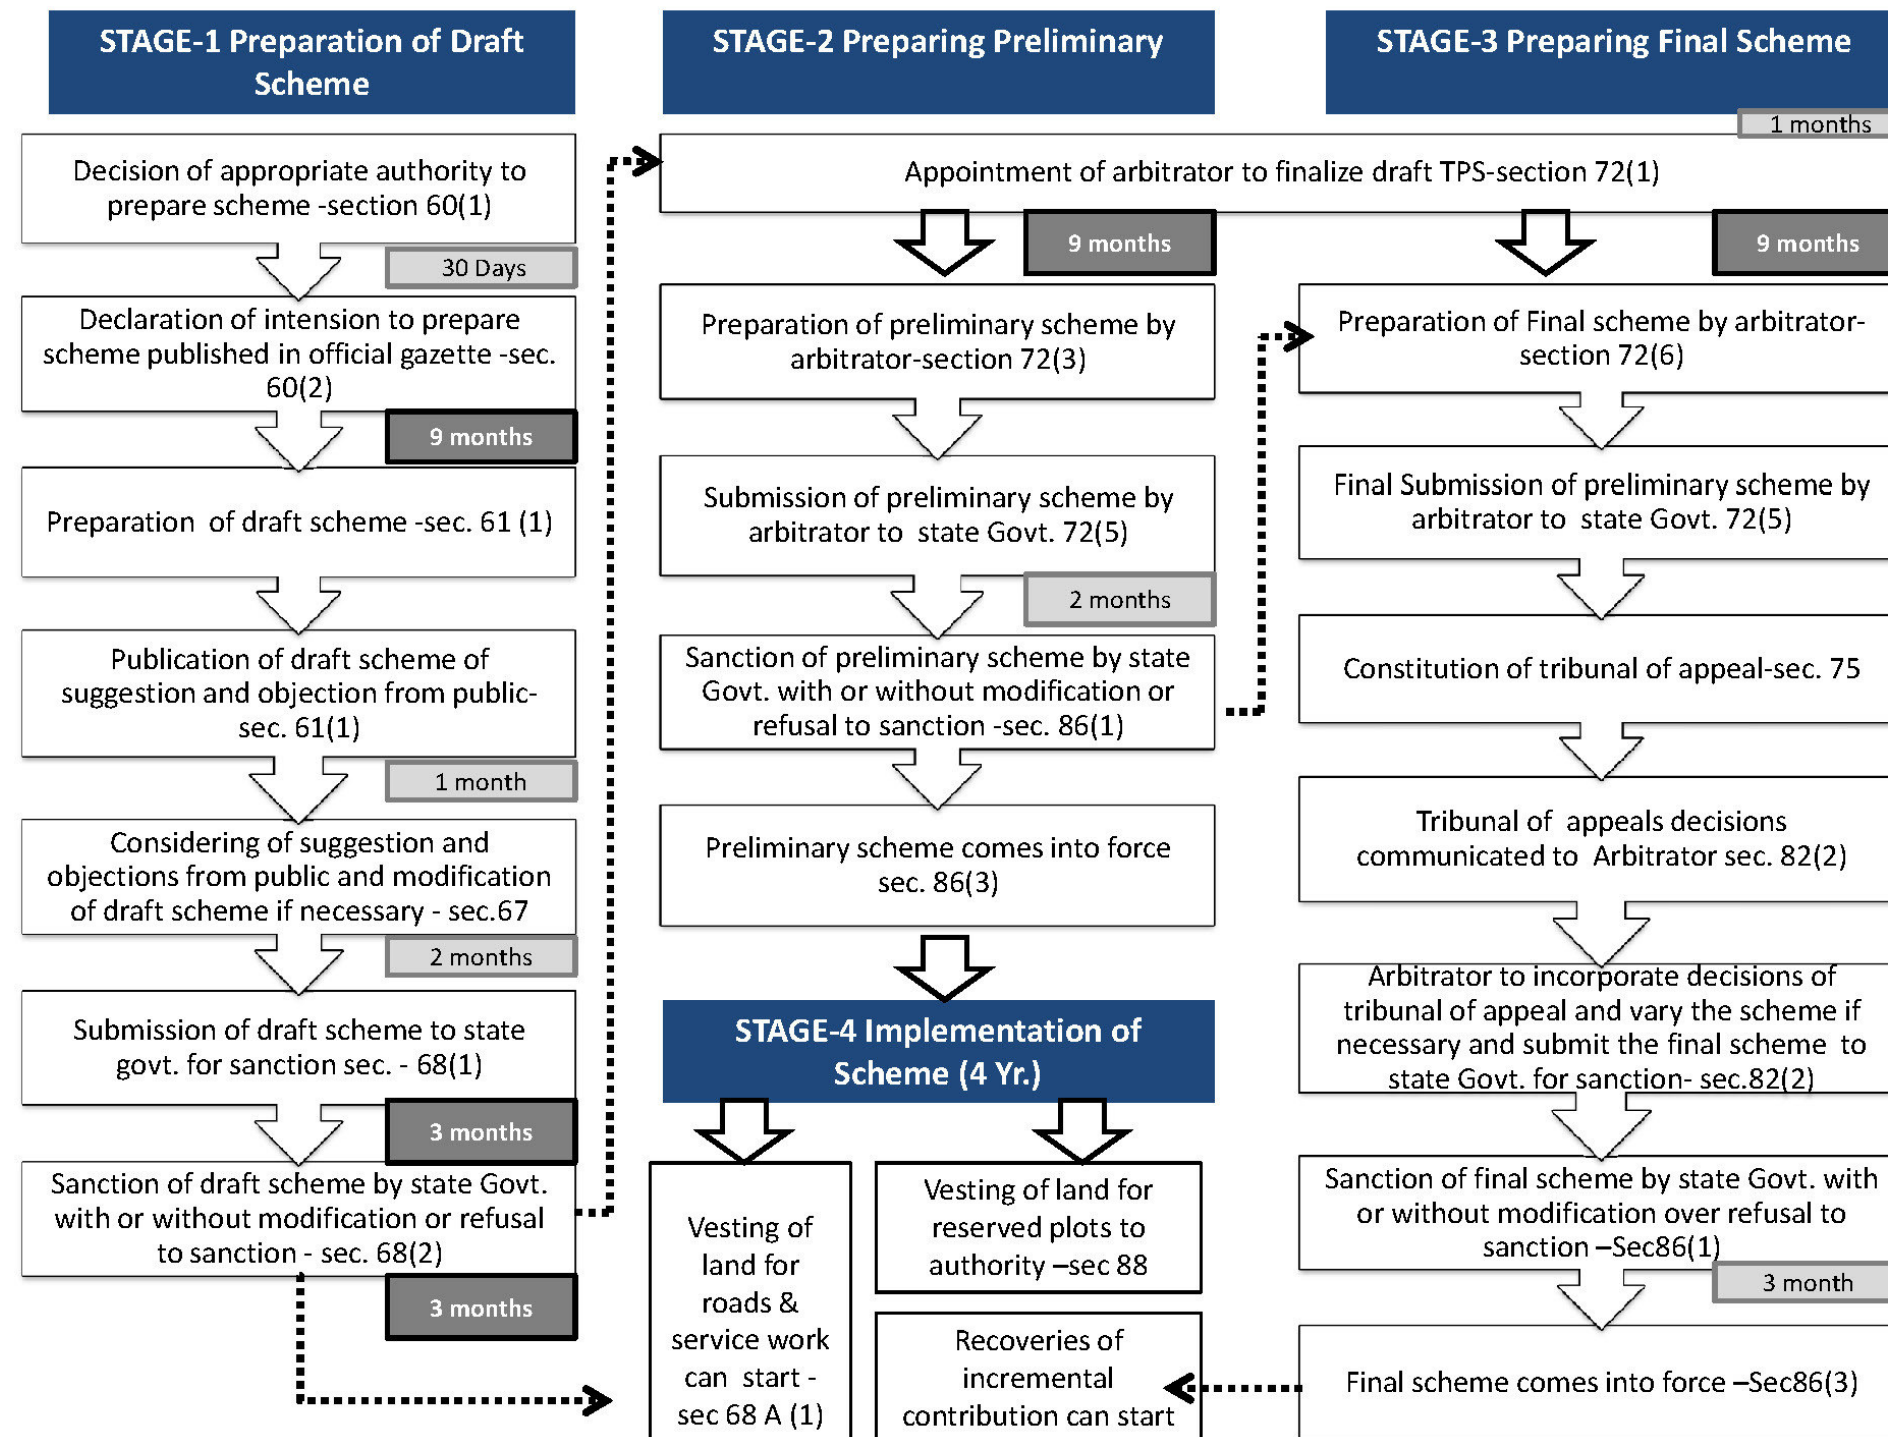 STAGE-1 Preparation of Draft
Scheme
Decision of appropriate authority to
prepare scheme -section 60(1)
30 Days
Declaration of intension to prepare
scheme published in official gazette -sec.
60(2)
9 months
Preparation of draft scheme -sec. 61 (1)
Publication of draft scheme of
suggestion and objection from public-
sec. 61(1)
1 month
Considering of suggestion and
objections from public and modification
of draft scheme if necessary - sec.67
2 months
Submission of draft scheme to state
govt. for sanction sec. - 68(1)
3 months
Sanction of draft scheme by state Govt.
with or without modification or refusal
to sanction - sec. 68(2)
3 months
STAGE-2 Preparing Preliminary
STAGE-3 Preparing Final Scheme
1 months
Appointment of arbitrator to finalize draft TPS-section 72(1)
9 months
Preparation of preliminary scheme by
arbitrator-section 72(3)
Submission of preliminary scheme by
arbitrator to state Govt. 72(5)
2 months
Sanction of preliminary scheme by state
Govt. with or without modification or
refusal to sanction -sec. 86(1)
Preliminary scheme comes into force
sec. 86(3)
STAGE-4 Implementation of
Scheme (4 Yr.)
Vesting of
land for
roads &
service work
can start -
sec 68 A (1)
Vesting of land for
reserved plots to
authority –sec 88
Recoveries of
incremental
contribution can start
9 months
Preparation of Final scheme by arbitrator-
section 72(6)
Final Submission of preliminary scheme by
arbitrator to state Govt. 72(5)
Constitution of tribunal of appeal-sec. 75
Tribunal of appeals decisions
communicated to Arbitrator sec. 82(2)
Arbitrator to incorporate decisions of
tribunal of appeal and vary the scheme if
necessary and submit the final scheme to
state Govt. for sanction- sec.82(2)
Sanction of final scheme by state Govt. with
or without modification over refusal to
sanction –Sec86(1)
3 month
Final scheme comes into force –Sec86(3)